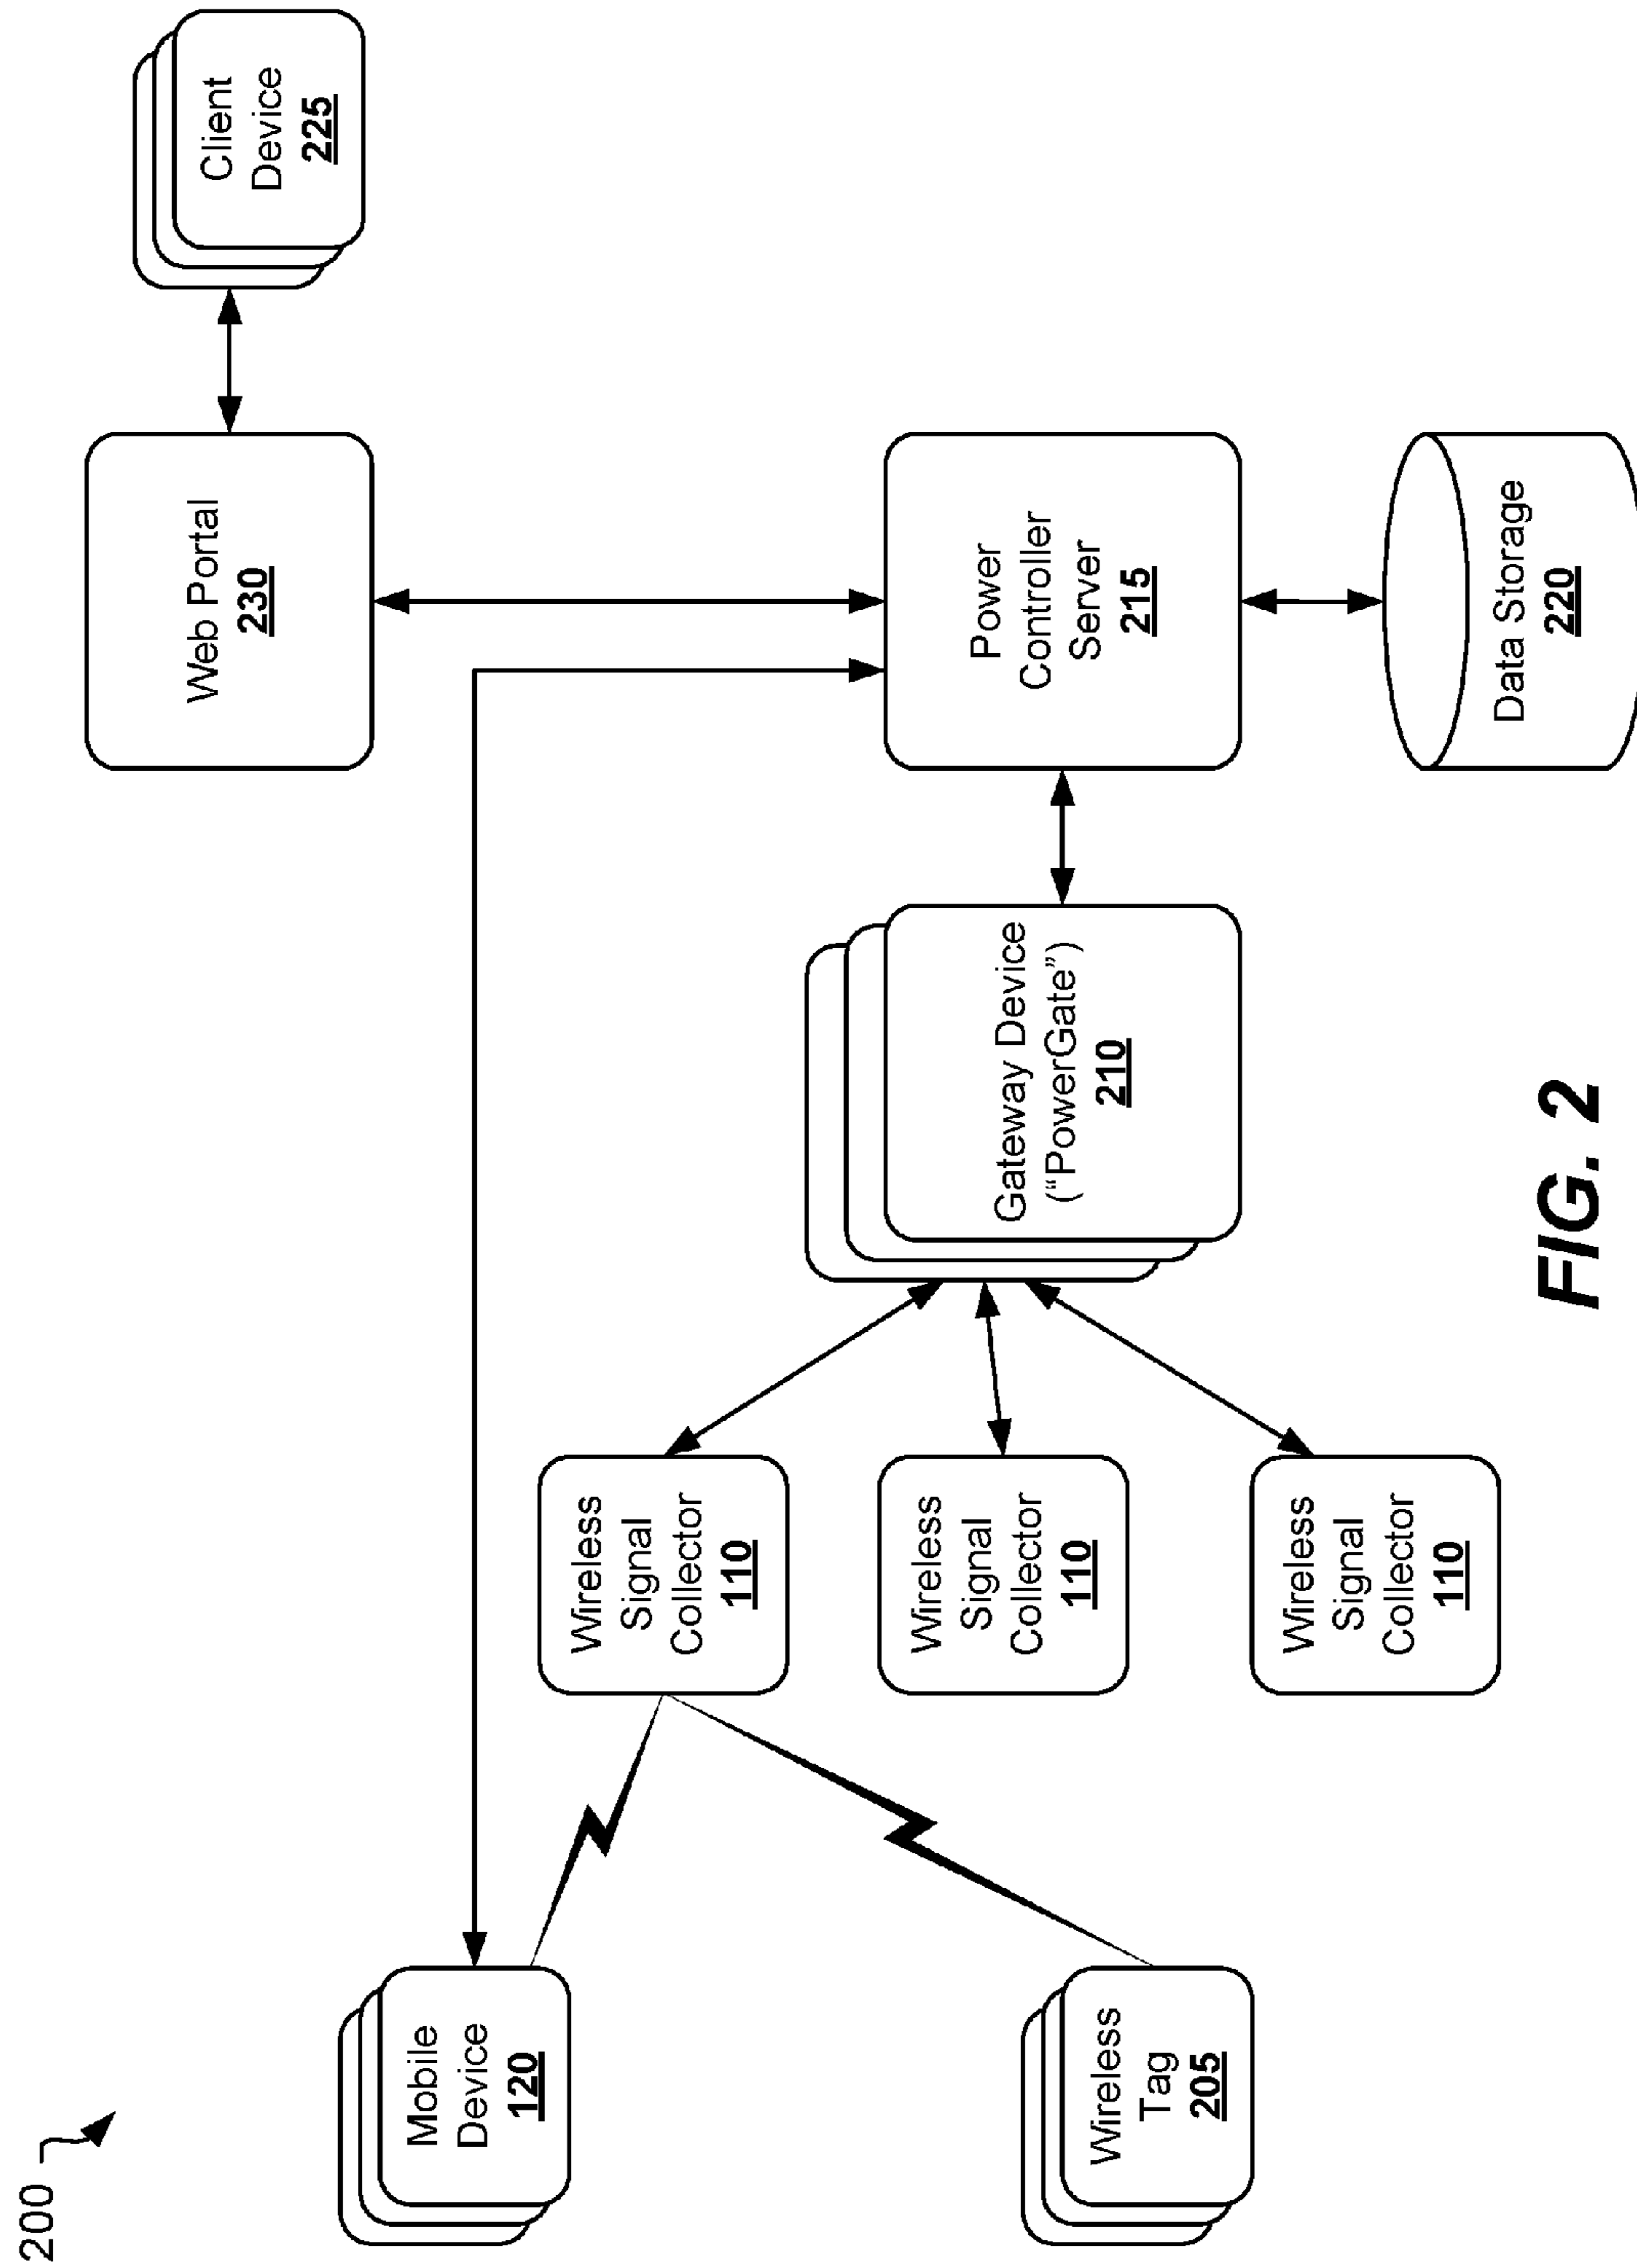 200
Mobile
Device
120
Wireless
Tag
205
Wireless
Signal
Collector
110
Wireless
Signal
Collector
110
Wireless
Signal
Collector
110
Gateway Device
(“PowerGate”)
210
Web Portal
230
Power
Controller
Server
215
Data Storage
220
Client
Device
225
FIG. 2